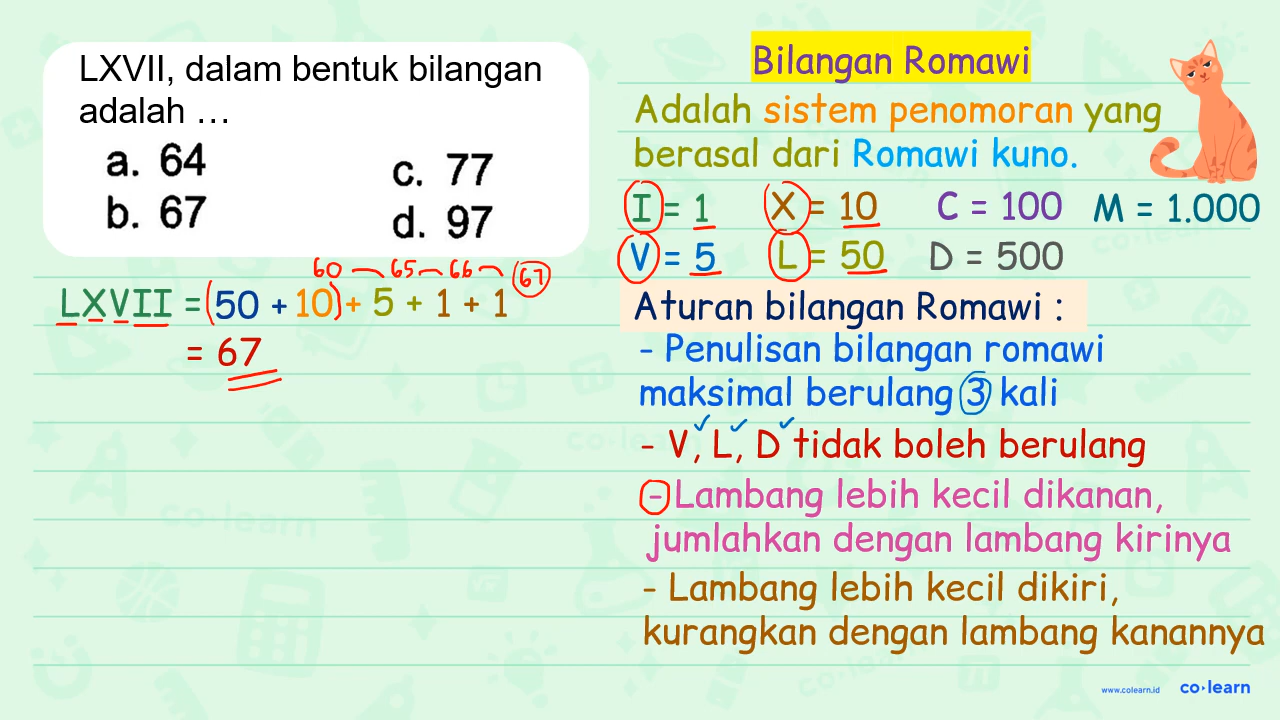 LXVII, dalam bentuk bilangan
adalah ...
a. 64
c. 77
b. 67
d. 97
60 65 66 67
LXVII = (50 + 10) + 5 + 1 + 1
= 67
Bilangan Romawi
Adalah sistem penomoran yang
berasal dari Romawi kuno.
I = 1 X = 10 C = 100 M = 1.000
V = 5 L = 50 D = 500
Aturan bilangan Romawi :
- Penulisan bilangan romawi
maksimal berulang 3 kali
- V, L, D tidak boleh berulang
- Lambang lebih kecil dikanan,
jumlahkan dengan lambang kirinya
- Lambang lebih kecil dikiri,
kurangkan dengan lambang kanannya
www.colearn.id co·learn